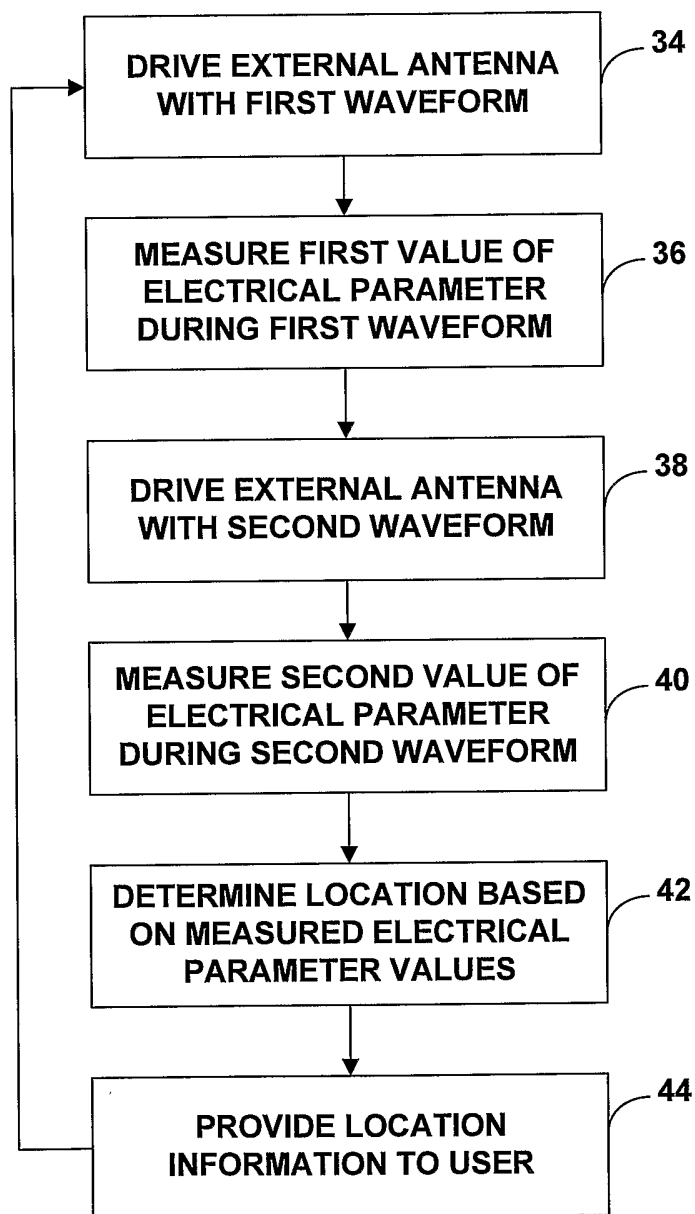 DRIVE EXTERNAL ANTENNA
WITH FIRST WAVEFORM
34
MEASURE FIRST VALUE OF
ELECTRICAL PARAMETER
DURING FIRST WAVEFORM
36
DRIVE EXTERNAL ANTENNA
WITH SECOND WAVEFORM
38
MEASURE SECOND VALUE OF
ELECTRICAL PARAMETER
DURING SECOND WAVEFORM
40
DETERMINE LOCATION BASED
ON MEASURED ELECTRICAL
PARAMETER VALUES
42
PROVIDE LOCATION
INFORMATION TO USER
44